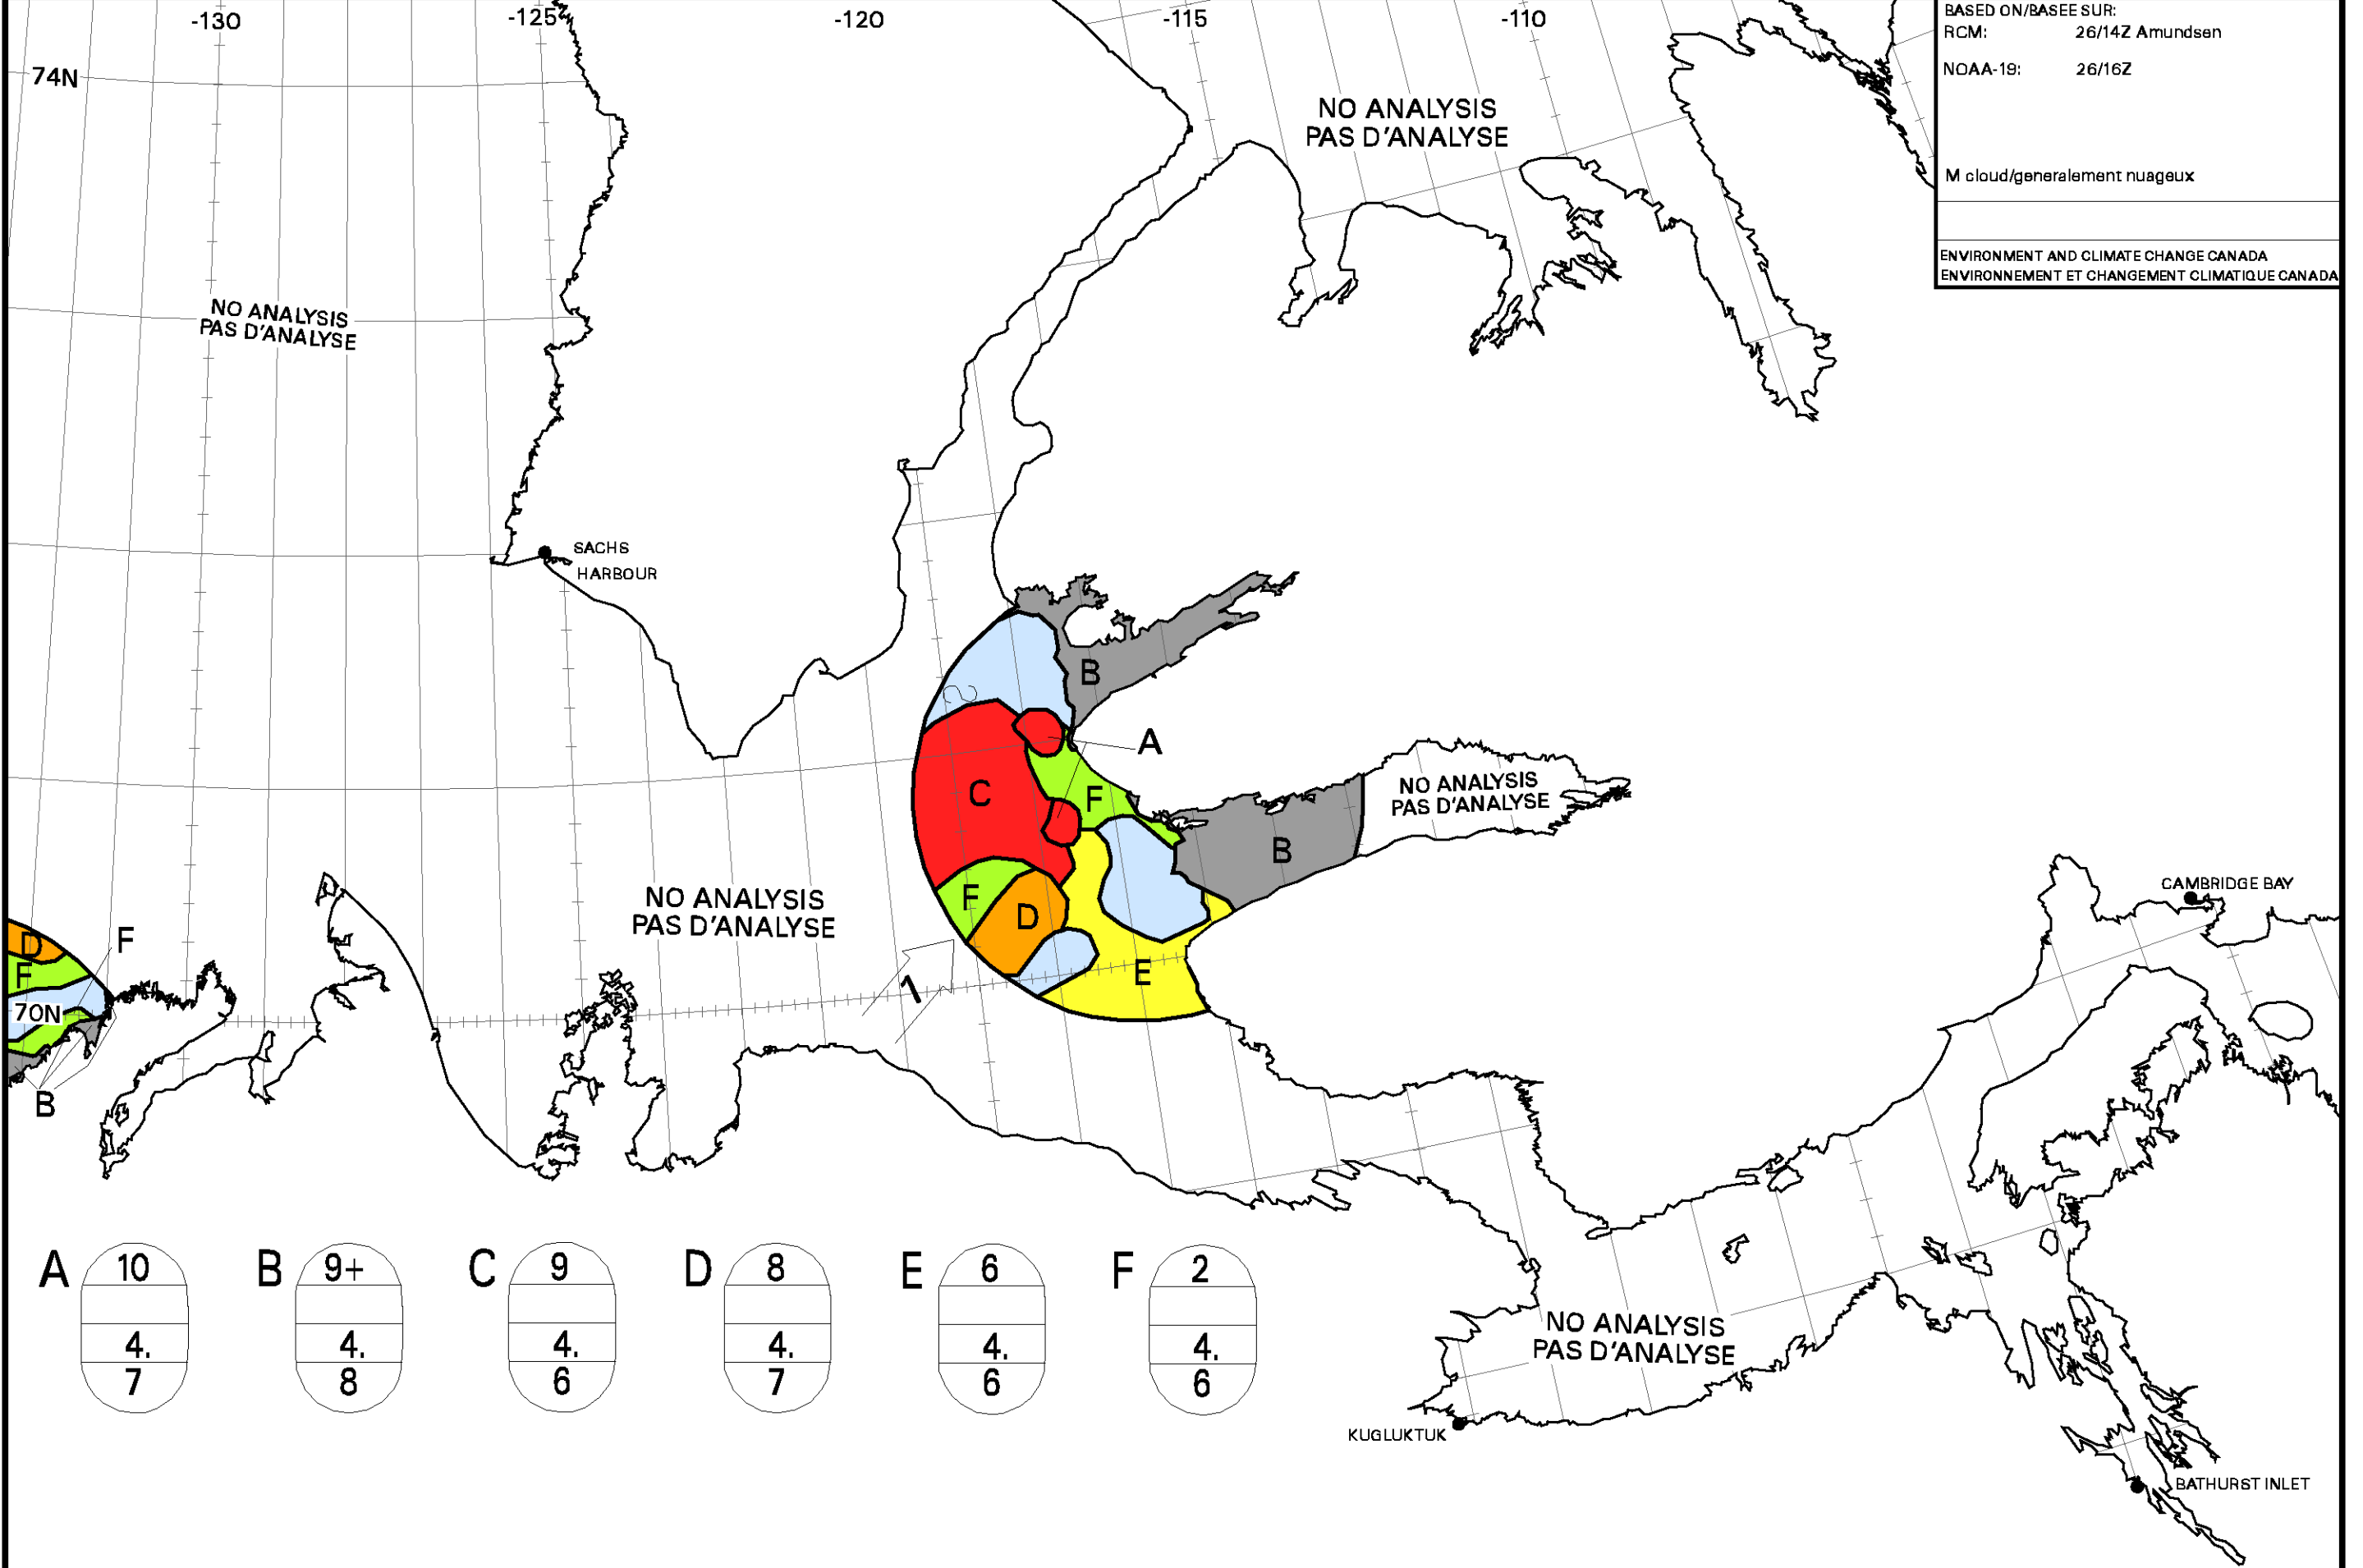 -130
-125
-120
-115
-110
BASED ON/BASEE SUR:
RCM: 26/14Z Amundsen
NOAA-19: 26/16Z
M cloud/generalement nuageux
ENVIRONMENT AND CLIMATE CHANGE CANADA
ENVIRONNEMENT ET CHANGEMENT CLIMATIQUE CANADA
74N
NO ANALYSIS
PAS D'ANALYSE
NO ANALYSIS
PAS D'ANALYSE
SACHS
HARBOUR
B
A
C
F
NO ANALYSIS
PAS D'ANALYSE
B
NO ANALYSIS
PAS D'ANALYSE
F
D
E
1
CAMBRIDGE BAY
D
F
F
70N
B
A 10 4. 7
B 9+ 4. 8
C 9 4. 6
D 8 4. 7
E 6 4. 6
F 2 4. 6
NO ANALYSIS
PAS D'ANALYSE
KUGLUKTUK
BATHURST INLET